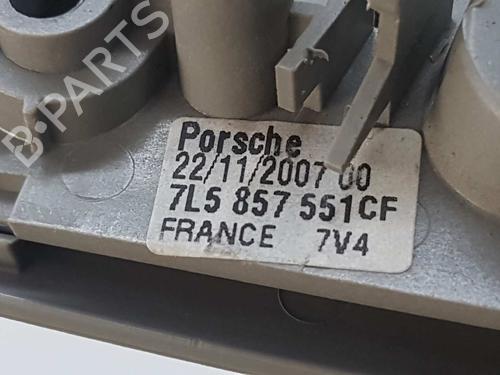 B-PARTS
Porsche
22/11/2007 00
7L5 857 551CF
FRANCE 7V4